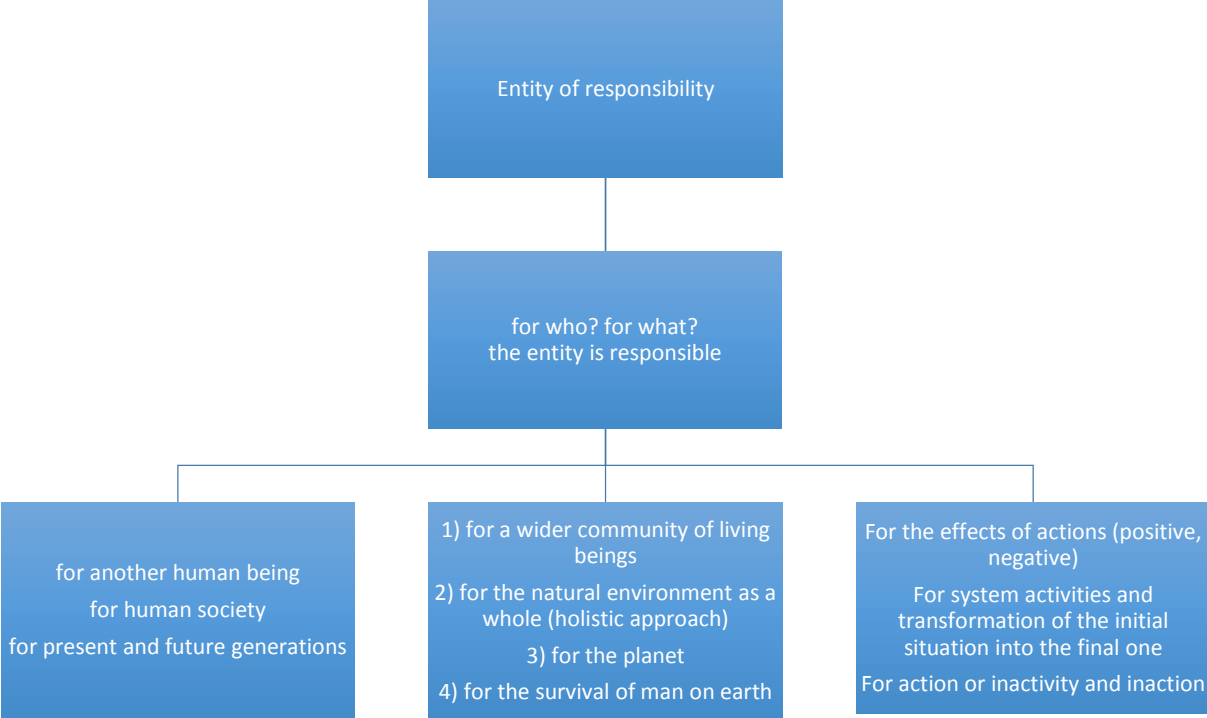 Entity of responsibility
for who? for what?
the entity is responsible
for another human being
for human society
for present and future generations
1) for a wider community of living
beings
2) for the natural environment as a
whole (holistic approach)
3) for the planet
4) for the survival of man on earth
For the effects of actions (positive,
negative)
For system activities and
transformation of the initial
situation into the final one
For action or inactivity and inaction